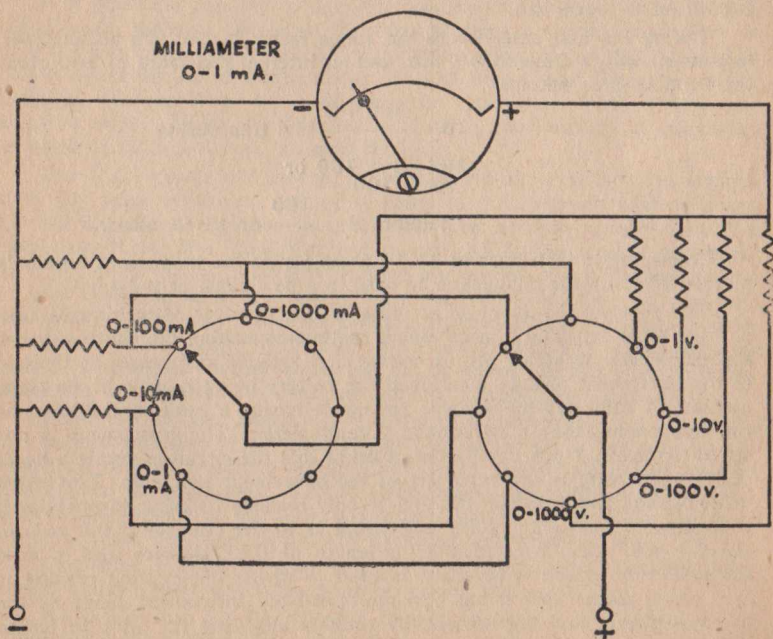 MILLIAMETER
0-1 mA.
- +
0-1000 mA
0-100 mA
0-1 v.
0-10 mA
0-10 v.
0-1
mA
0-100 v.
0-1000 v.
- +